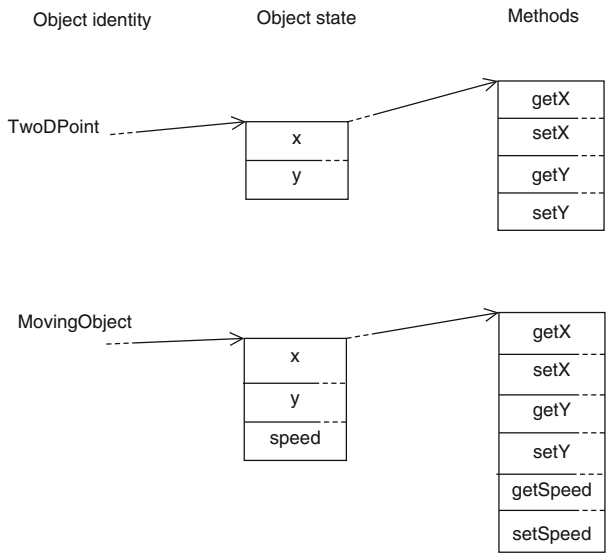 Object identity
Object state
Methods
TwoDPoint
x
y
getX
setX
getY
setY
MovingObject
x
y
speed
getX
setX
getY
setY
getSpeed
setSpeed